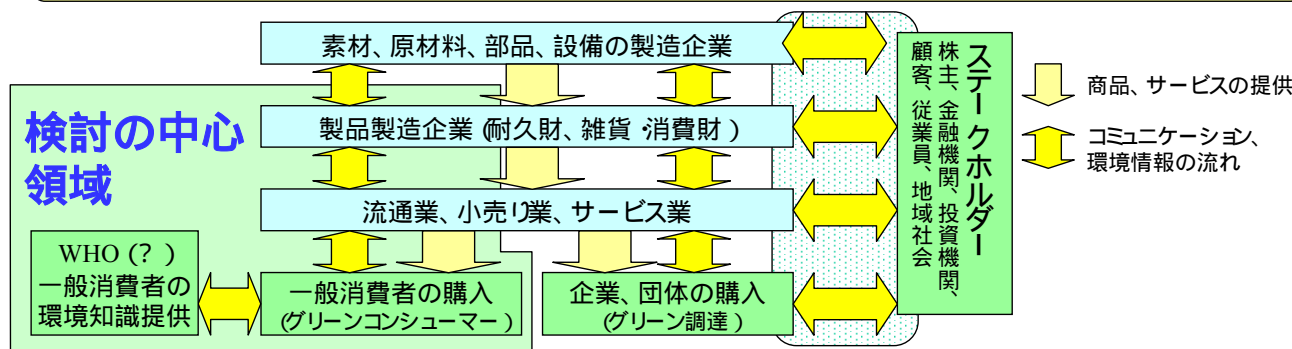 素材、原材料、部品、設備の製造企業
検討の中心
領域
製品製造企業(耐久財、雑貨・消費財)
流通業、小売り業、サービス業
WHO(?)
一般消費者の
環境知識提供
一般消費者の購入
(グリーンコンシューマー)
企業、団体の購入
(グリーン調達)
ステークホルダー
株主、金融機関、投資機関、
顧客、従業員、地域社会
商品、サービスの提供
コミュニケーション、
環境情報の流れ